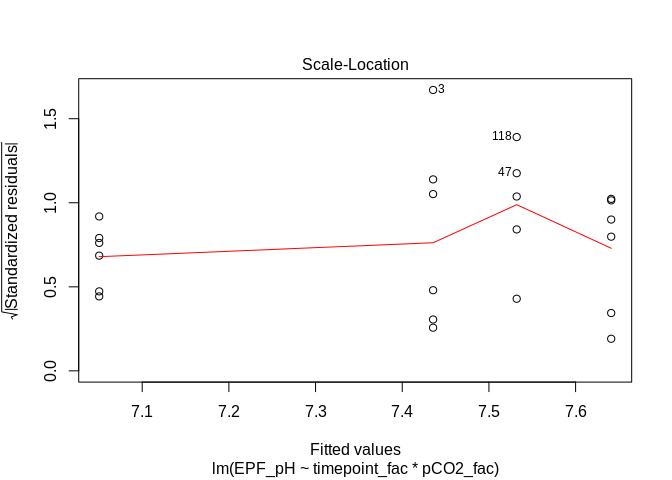 Scale-Location
√|Standardized residuals|
1.5
1.0
0.5
0.0
3
118
47
7.1 7.2 7.3 7.4 7.5 7.6
Fitted values
lm(EPF_pH ~ timepoint_fac * pCO2_fac)